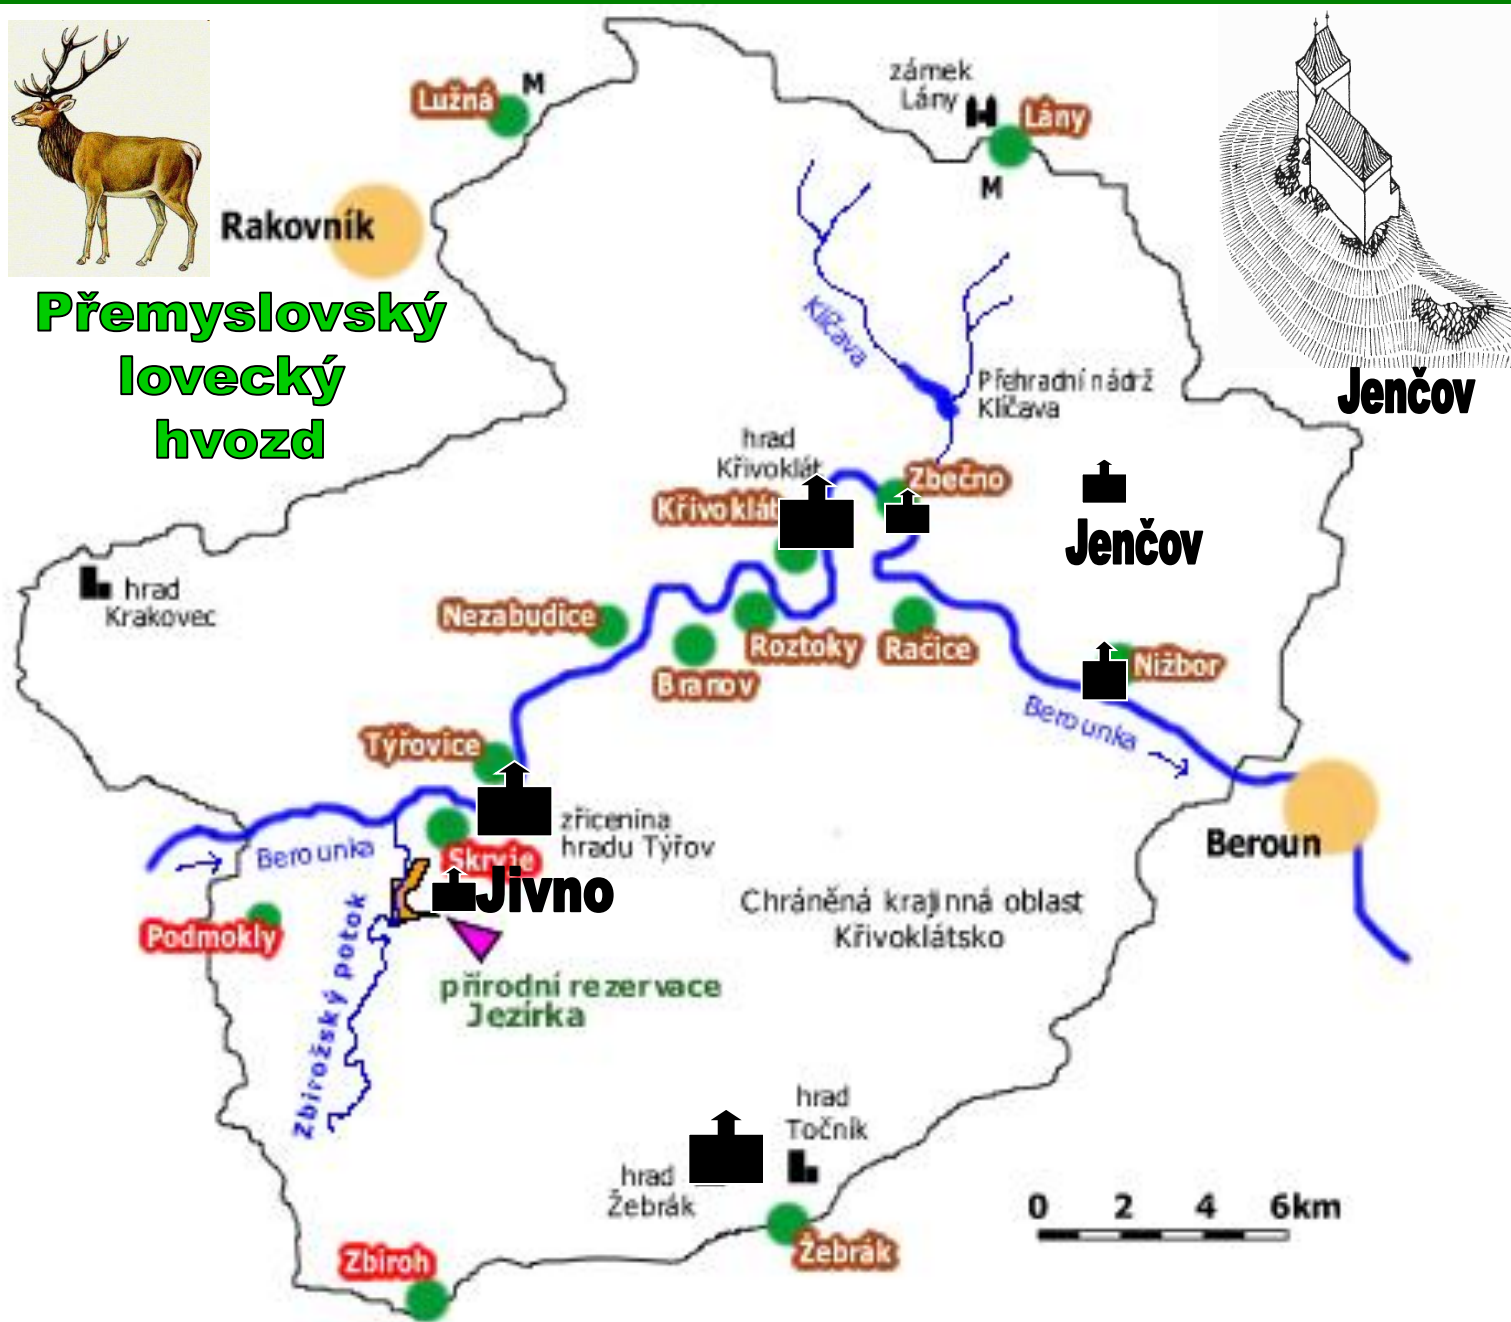 zámek
Lány
Lužná
M
Lány
M
Rakovník
Přemyslovský
lovecký
hvozd
Klíčava
Přehradní nádrž
Klíčava
Jenčov
hrad
Křivoklát
Zbečno
Křivoklát
Jenčov
hrad
Krakovec
Nezabudice
Roztoky
Račice
Branov
Nižbor
Berounka
Týřovice
zřícenina
hradu Týřov
Berounka
Skryje
Jivno
Beroun
Podmokly
Zbirožský potok
Chráněná krajinná oblast
Křivoklátsko
přírodní rezervace
Jezírka
hrad
Točník
hrad
Žebrák
0 2 4 6km
Žebrák
Zbiroh